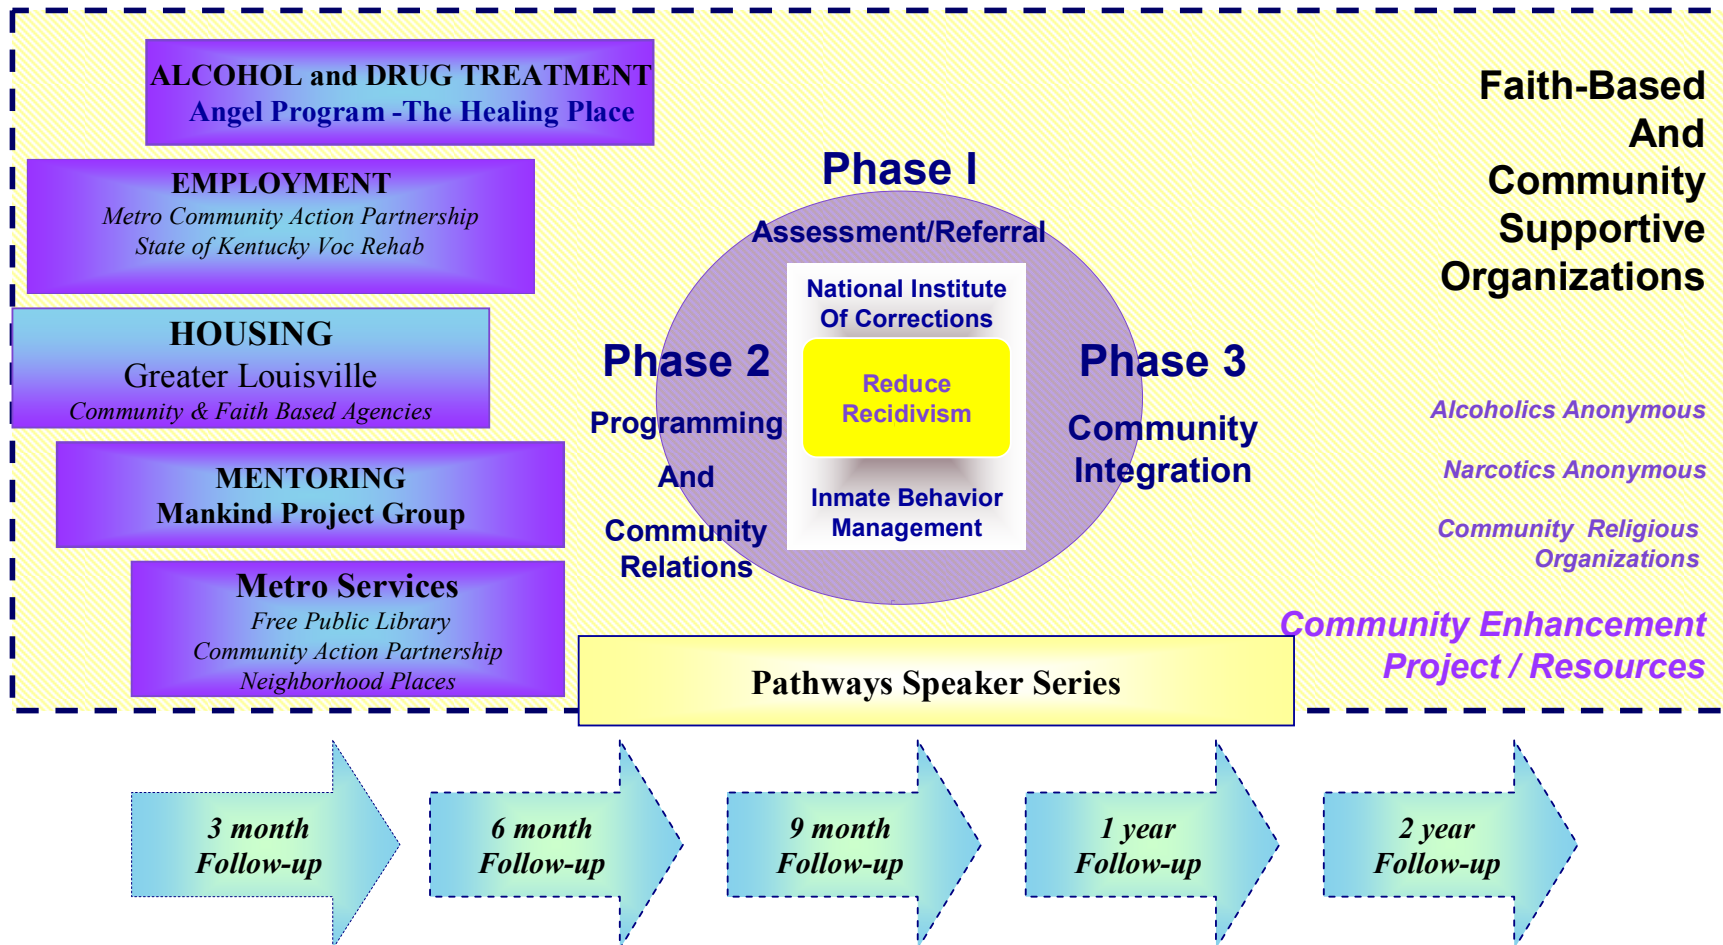 ALCOHOL and DRUG TREATMENT
Angel Program -The Healing Place
EMPLOYMENT
Metro Community Action Partnership
State of Kentucky Voc Rehab
HOUSING
Greater Louisville
Community & Faith Based Agencies
MENTORING
Mankind Project Group
Metro Services
Free Public Library
Community Action Partnership
Neighborhood Places
Phase I
Assessment/Referral
National Institute
Of Corrections
Reduce
Recidivism
Inmate Behavior
Management
Phase 2
Programming
And
Community
Relations
Phase 3
Community
Integration
Faith-Based
And
Community
Supportive
Organizations
Alcoholics Anonymous
Narcotics Anonymous
Community Religious
Organizations
Community Enhancement
Project / Resources
Pathways Speaker Series
3 month
Follow-up
6 month
Follow-up
9 month
Follow-up
1 year
Follow-up
2 year
Follow-up